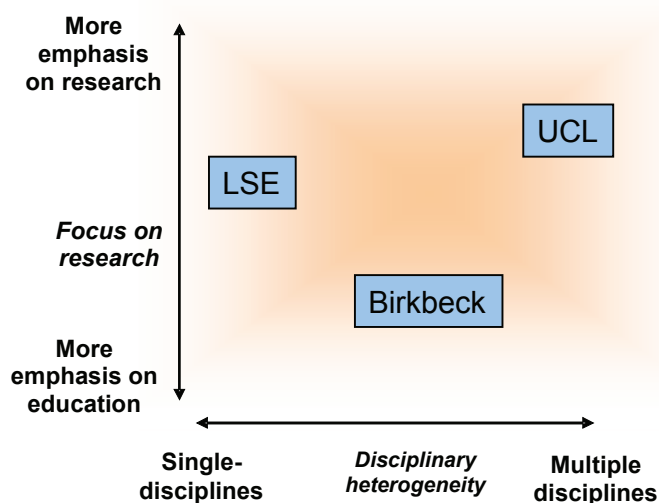 More
emphasis
on research
UCL
LSE
Focus on
research
Birkbeck
More
emphasis on
education
Single-
disciplines
Disciplinary
heterogeneity
Multiple
disciplines